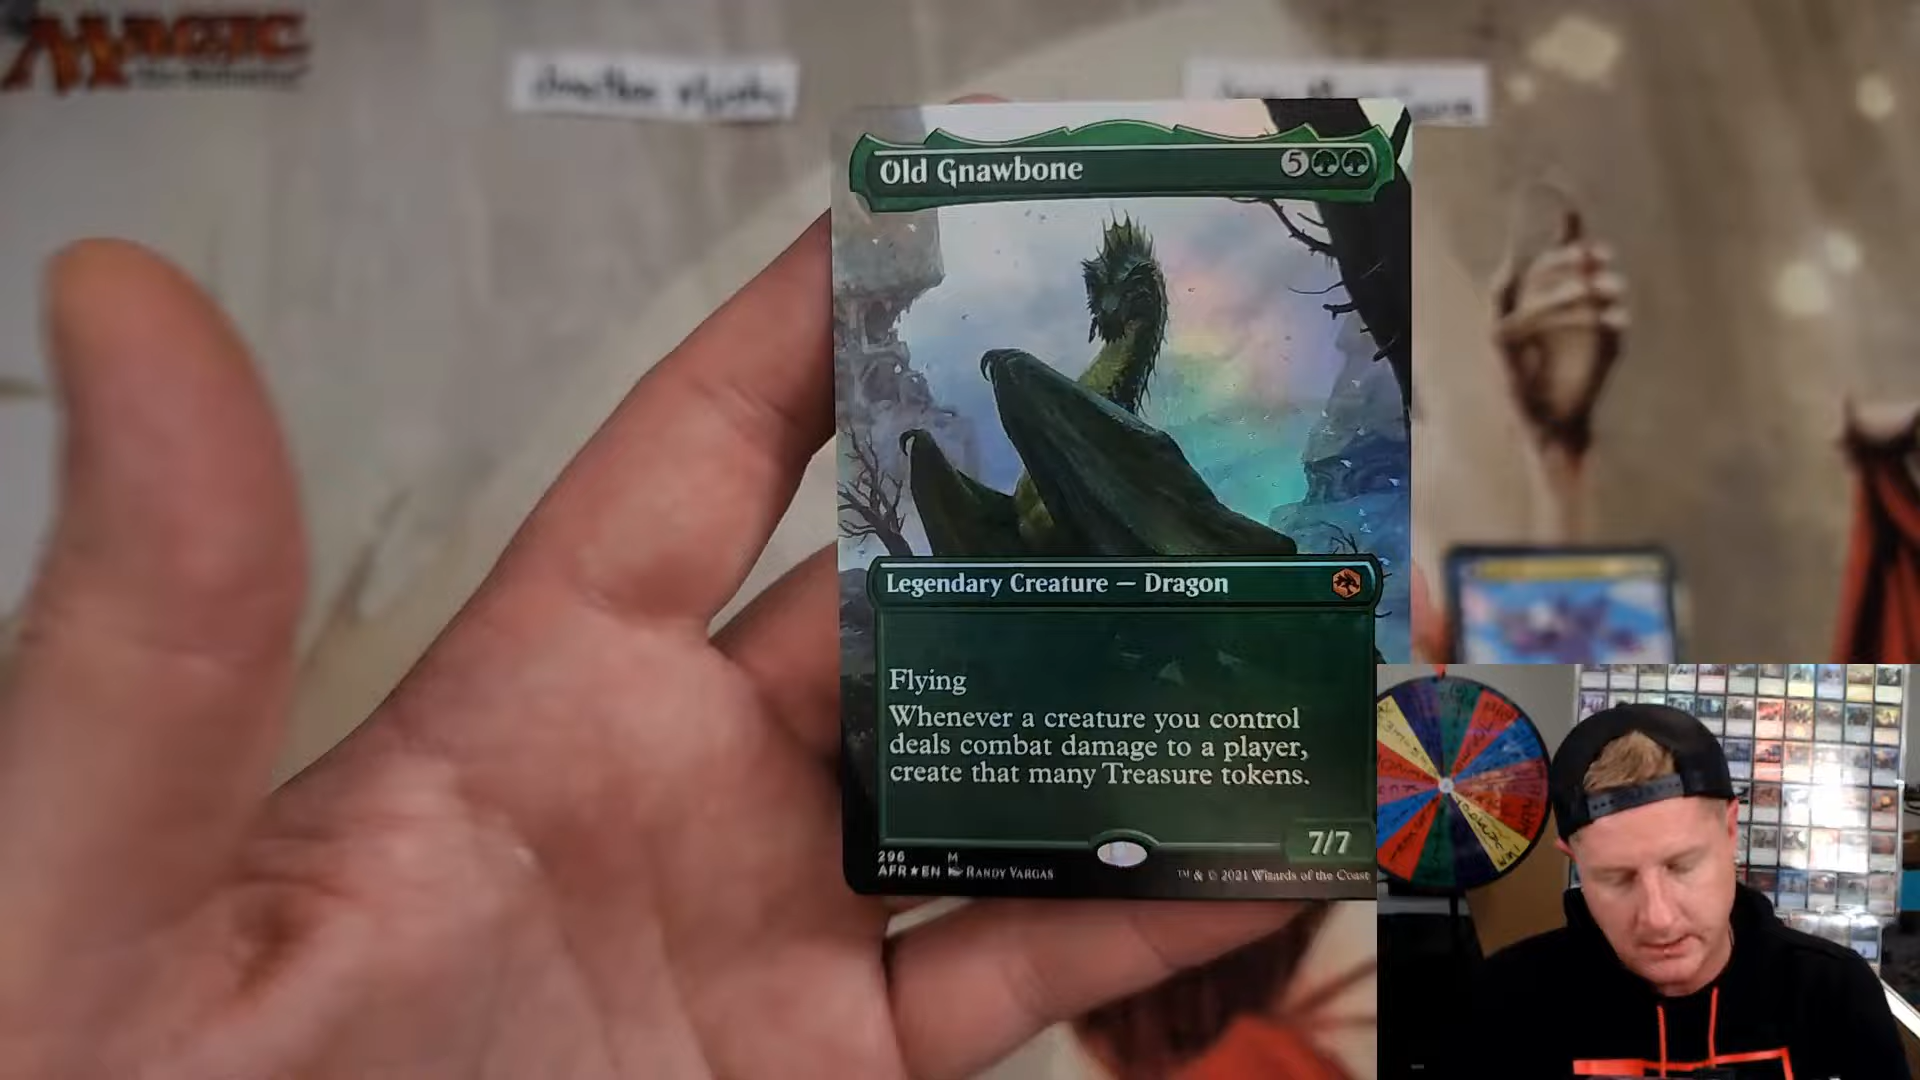 MAGIC
Old Gnawbone
5
Legendary Creature — Dragon
Flying
Whenever a creature you control
deals combat damage to a player,
create that many Treasure tokens.
7/7
296 M
AFR★EN RANDY VARGAS
™ & © 2021 Wizards of the Coast